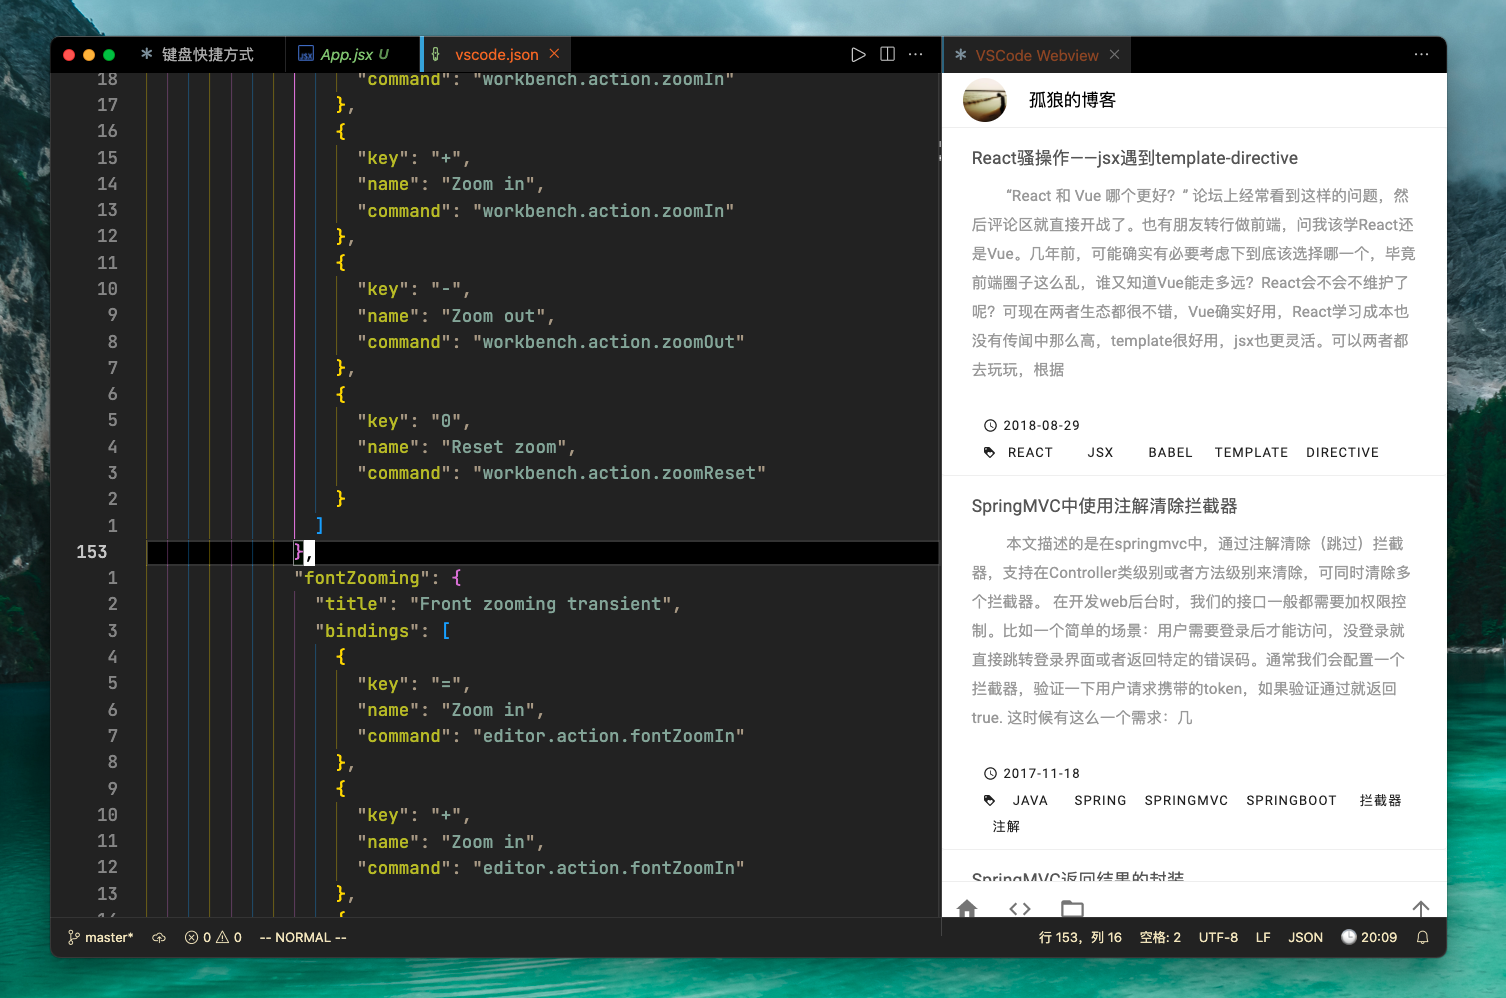 键盘快捷方式
JSX App.jsx U
{} vscode.json ×
VSCode Webview ×
18 "command": "workbench.action.zoomIn"
17 },
16 {
15 "key": "+",
14 "name": "Zoom in",
13 "command": "workbench.action.zoomIn"
12 },
11 {
10 "key": "-",
9 "name": "Zoom out",
8 "command": "workbench.action.zoomOut"
7 },
6 {
5 "key": "0",
4 "name": "Reset zoom",
3 "command": "workbench.action.zoomReset"
2 }
1 ]
153 },
1 "fontZooming": {
2 "title": "Front zooming transient",
3 "bindings": [
4 {
5 "key": "=",
6 "name": "Zoom in",
7 "command": "editor.action.fontZoomIn"
8 },
9 {
10 "key": "+",
11 "name": "Zoom in",
12 "command": "editor.action.fontZoomIn"
13 },
14 {
孤狼的博客
React骚操作——jsx遇到template-directive
“React 和 Vue 哪个更好？” 论坛上经常看到这样的问题，然
后评论区就直接开战了。也有朋友转行做前端，问我该学React还
是Vue。几年前，可能确实有必要考虑下到底该选择哪一个，毕竟
前端圈子这么乱，谁又知道Vue能走多远？React会不会不维护了
呢？可现在两者生态都很不错，Vue确实好用，React学习成本也
没有传闻中那么高，template很好用，jsx也更灵活。可以两者都
去玩玩，根据
2018-08-29
REACT JSX BABEL TEMPLATE DIRECTIVE
SpringMVC中使用注解清除拦截器
本文描述的是在springmvc中，通过注解清除（跳过）拦截
器，支持在Controller类级别或者方法级别来清除，可同时清除多
个拦截器。 在开发web后台时，我们的接口一般都需要加权限控
制。比如一个简单的场景：用户需要登录后才能访问，没登录就
直接跳转登录界面或者返回特定的错误码。通常我们会配置一个
拦截器，验证一下用户请求携带的token，如果验证通过就返回
true. 这时候有这么一个需求：几
2017-11-18
JAVA SPRING SPRINGMVC SPRINGBOOT 拦截器
注解
SpringMVC返回结果的封装
master* 0 0 -- NORMAL --
行 153，列 16 空格: 2 UTF-8 LF JSON 20:09